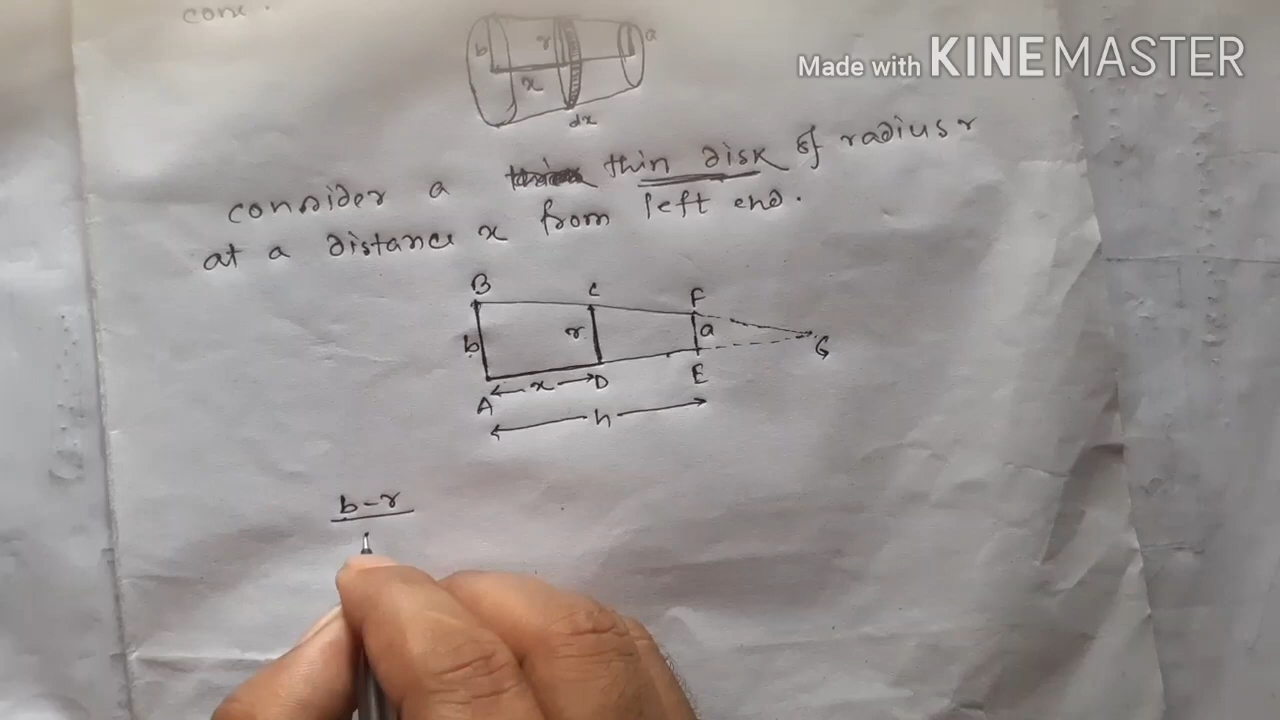 cone.
b r a
x
dx
Made with KINEMASTER
consider a thin disk of radius r
at a distance x from left end.
B C F
b r a
G
x
A D E
h
b-r